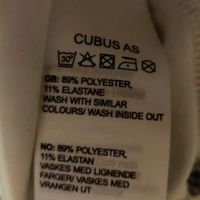 CUBUS AS
30°
GB: 89% POLYESTER,
11% ELASTANE
WASH WITH SIMILAR
COLOURS/ WASH INSIDE OUT
NO: 89% POLYESTER,
11% ELASTAN
VASKES MED LIGNENDE
FARGER/ VASKES MED
VRANGEN UT